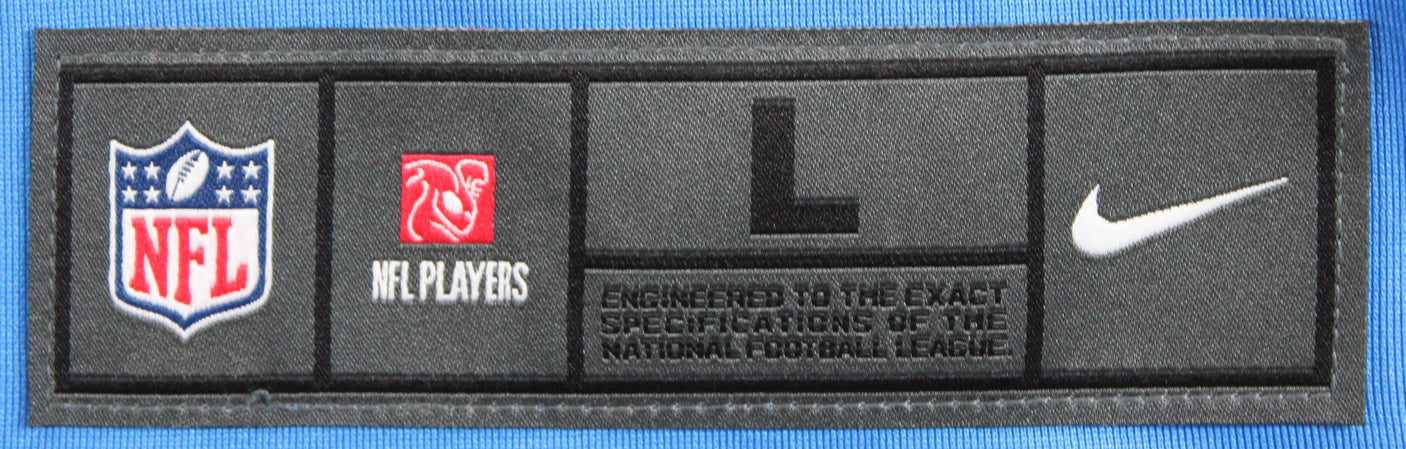 NFL
NFL PLAYERS
L
ENGINEERED TO THE EXACT
SPECIFICATIONS OF THE
NATIONAL FOOTBALL LEAGUE.